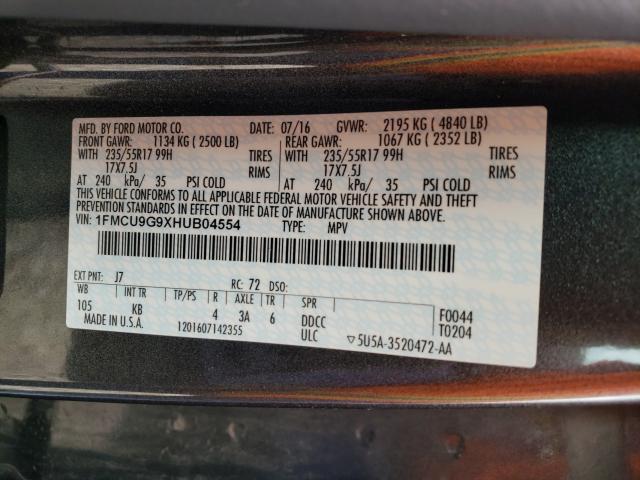 MFD. BY FORD MOTOR CO. DATE: 07/16 GVWR: 2195 KG ( 4840 LB)
FRONT GAWR: 1134 KG ( 2500 LB) REAR GAWR: 1067 KG ( 2352 LB)
WITH 235/55R17 99H TIRES WITH 235/55R17 99H TIRES
17X7.5J RIMS 17X7.5J RIMS
AT 240 kPa/ 35 PSI COLD AT 240 kPa/ 35 PSI COLD
THIS VEHICLE CONFORMS TO ALL APPLICABLE FEDERAL MOTOR VEHICLE SAFETY AND THEFT
PREVENTION STANDARDS IN EFFECT ON THE DATE OF MANUFACTURE SHOWN ABOVE.
VIN: 1FMCU9G9XHUB04554 TYPE: MPV
EXT PNT: J7 RC: 72 DSO:
WB INT TR TP/PS R AXLE TR SPR
105 KB 4 3A 6 DDCC F0044
MADE IN U.S.A. 1201607142355 ULC T0204
▽5U5A-3520472-AA